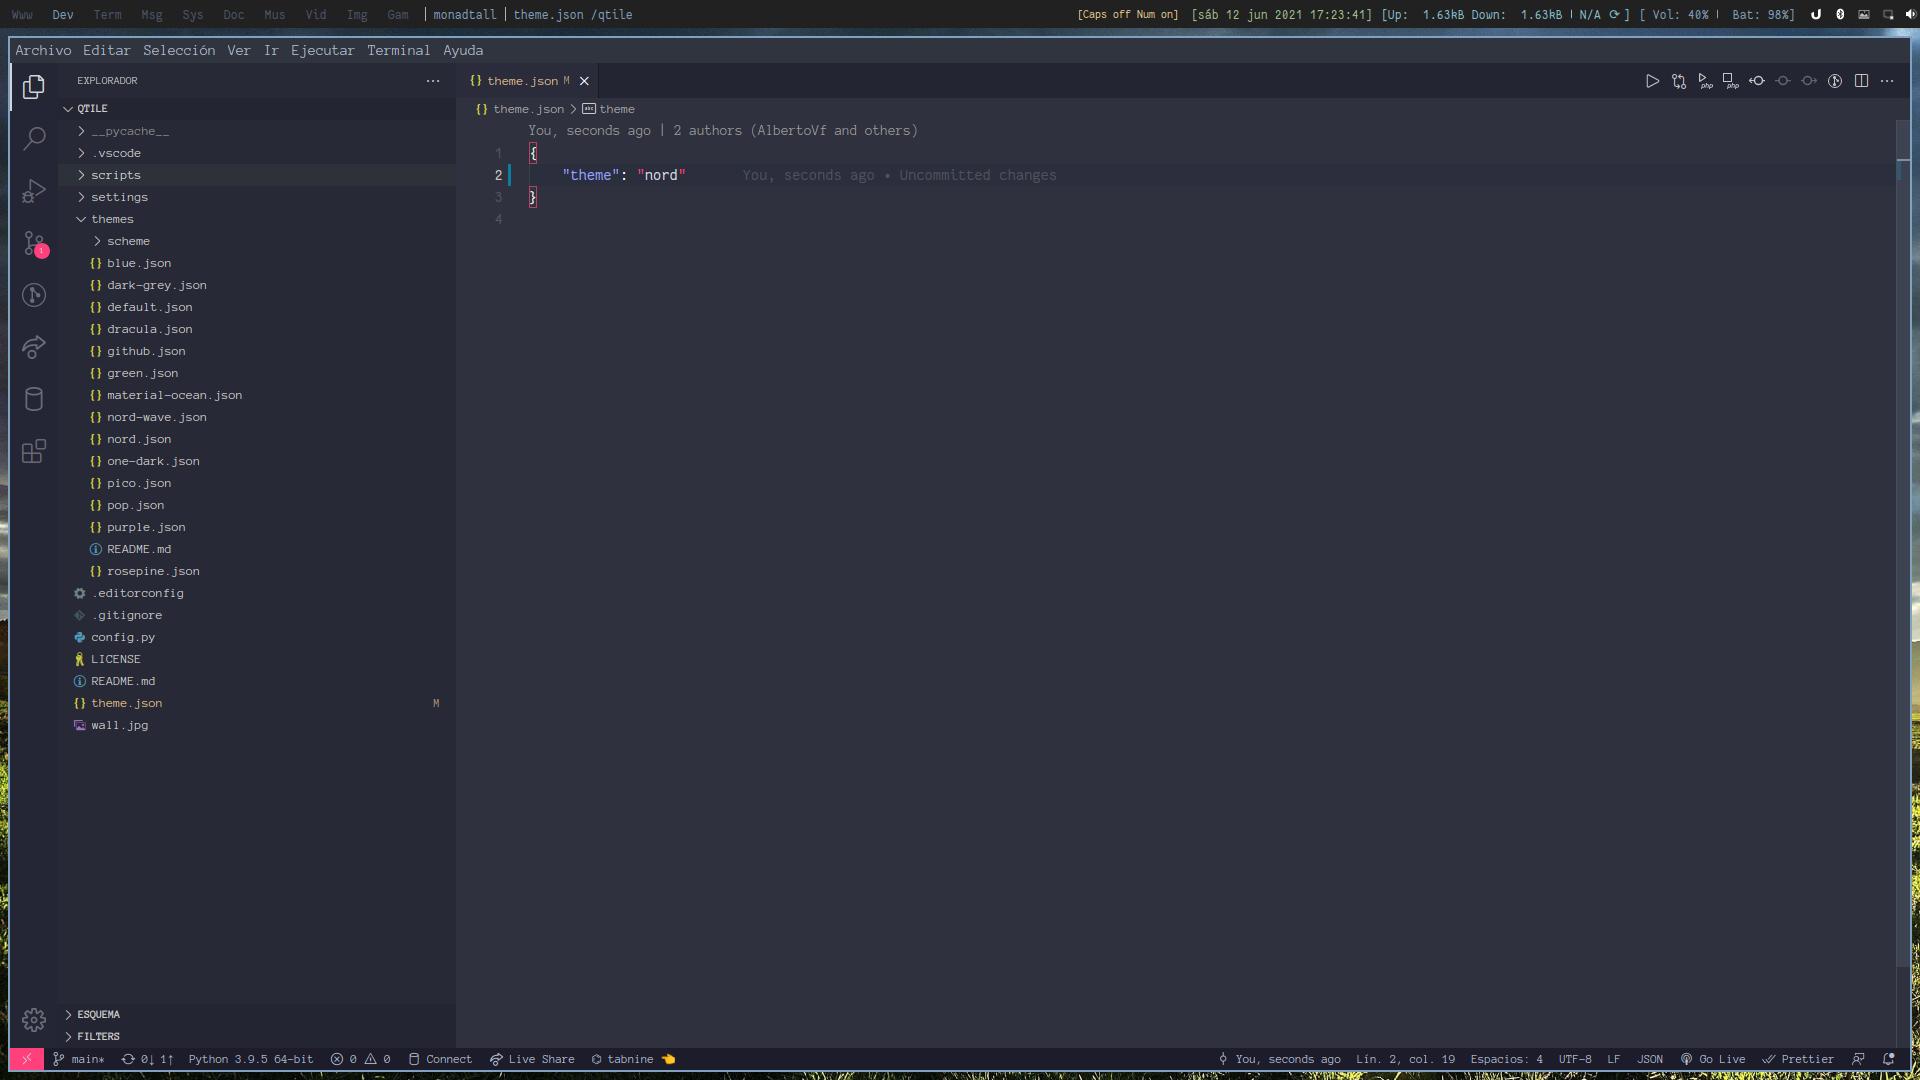 Www Dev Term Msg Sys Doc Mus Vid Img Gam | monadtall | theme.json /qtile [Caps off Num on] [sáb 12 jun 2021 17:23:41] [Up: 1.63kB Down: 1.63kB | N/A ⟳ ] [ Vol: 40% | Bat: 98%]
Archivo Editar Selección Ver Ir Ejecutar Terminal Ayuda
EXPLORADOR ···
{} theme.json M ×
QTILE
{} theme.json > theme
__pycache__
You, seconds ago | 2 authors (AlbertoVf and others)
.vscode
1 {
scripts
2 "theme": "nord" You, seconds ago • Uncommitted changes
settings
3 }
themes
4
scheme
1
{} blue.json
{} dark-grey.json
{} default.json
{} dracula.json
{} github.json
{} green.json
{} material-ocean.json
{} nord-wave.json
{} nord.json
{} one-dark.json
{} pico.json
{} pop.json
{} purple.json
README.md
{} rosepine.json
.editorconfig
.gitignore
config.py
LICENSE
README.md
{} theme.json M
wall.jpg
ESQUEMA
FILTERS
main* 0↓ 1↑ Python 3.9.5 64-bit 0 0 Connect Live Share tabnine 👈 You, seconds ago Lín. 2, col. 19 Espacios: 4 UTF-8 LF JSON Go Live Prettier